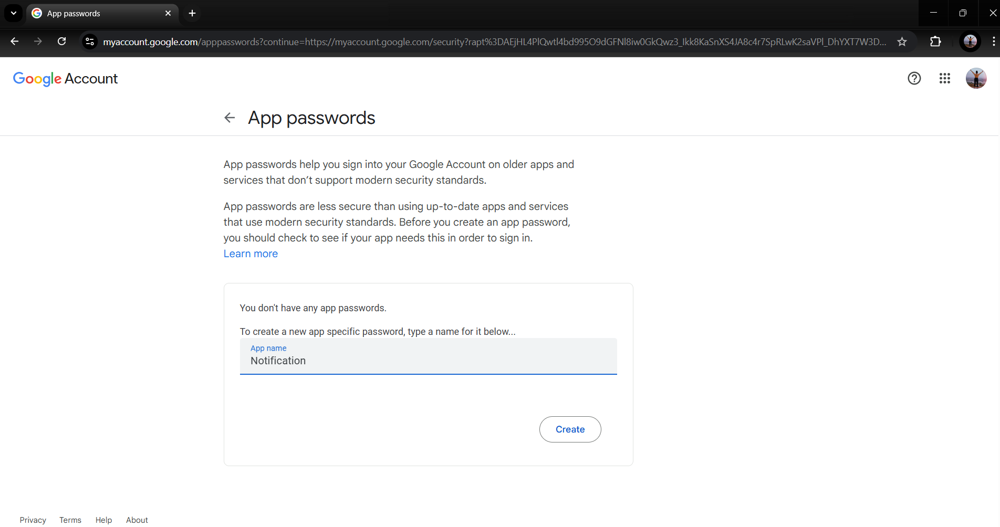 App passwords
myaccount.google.com/apppasswords?continue=https://myaccount.google.com/security?rapt%3DAEjHL4PlQwtl4bd995O9dGFNl8iw0GkQwz3_Ikk8KaSnXS4JA8c4r7SpRLwK2saVPl_DhYXT7W3D...
Google Account
App passwords
App passwords help you sign into your Google Account on older apps and
services that don’t support modern security standards.
App passwords are less secure than using up-to-date apps and services
that use modern security standards. Before you create an app password,
you should check to see if your app needs this in order to sign in.
Learn more
You don't have any app passwords.
To create a new app specific password, type a name for it below...
App name
Notification
Create
Privacy Terms Help About